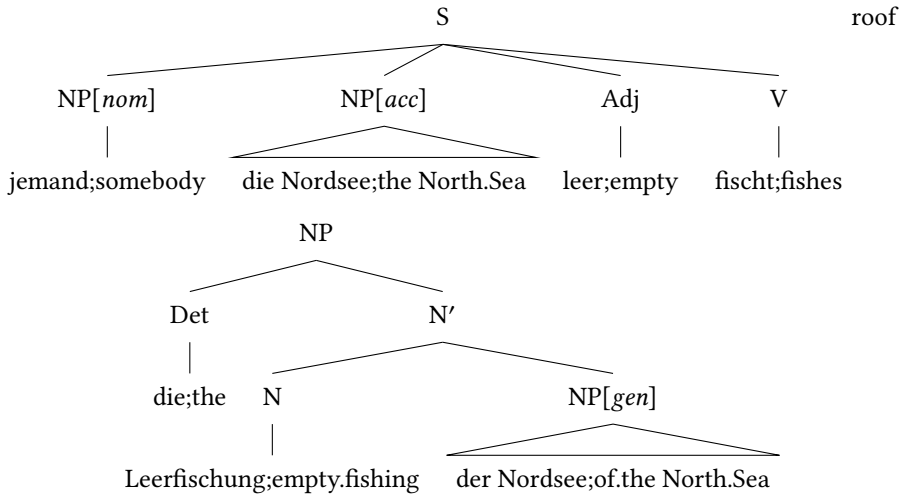 S roof
NP[nom] NP[acc] Adj V
jemand;somebody die Nordsee;the North.Sea leer;empty fischt;fishes
NP
Det N′
die;the N NP[gen]
Leerfischung;empty.fishing der Nordsee;of.the North.Sea